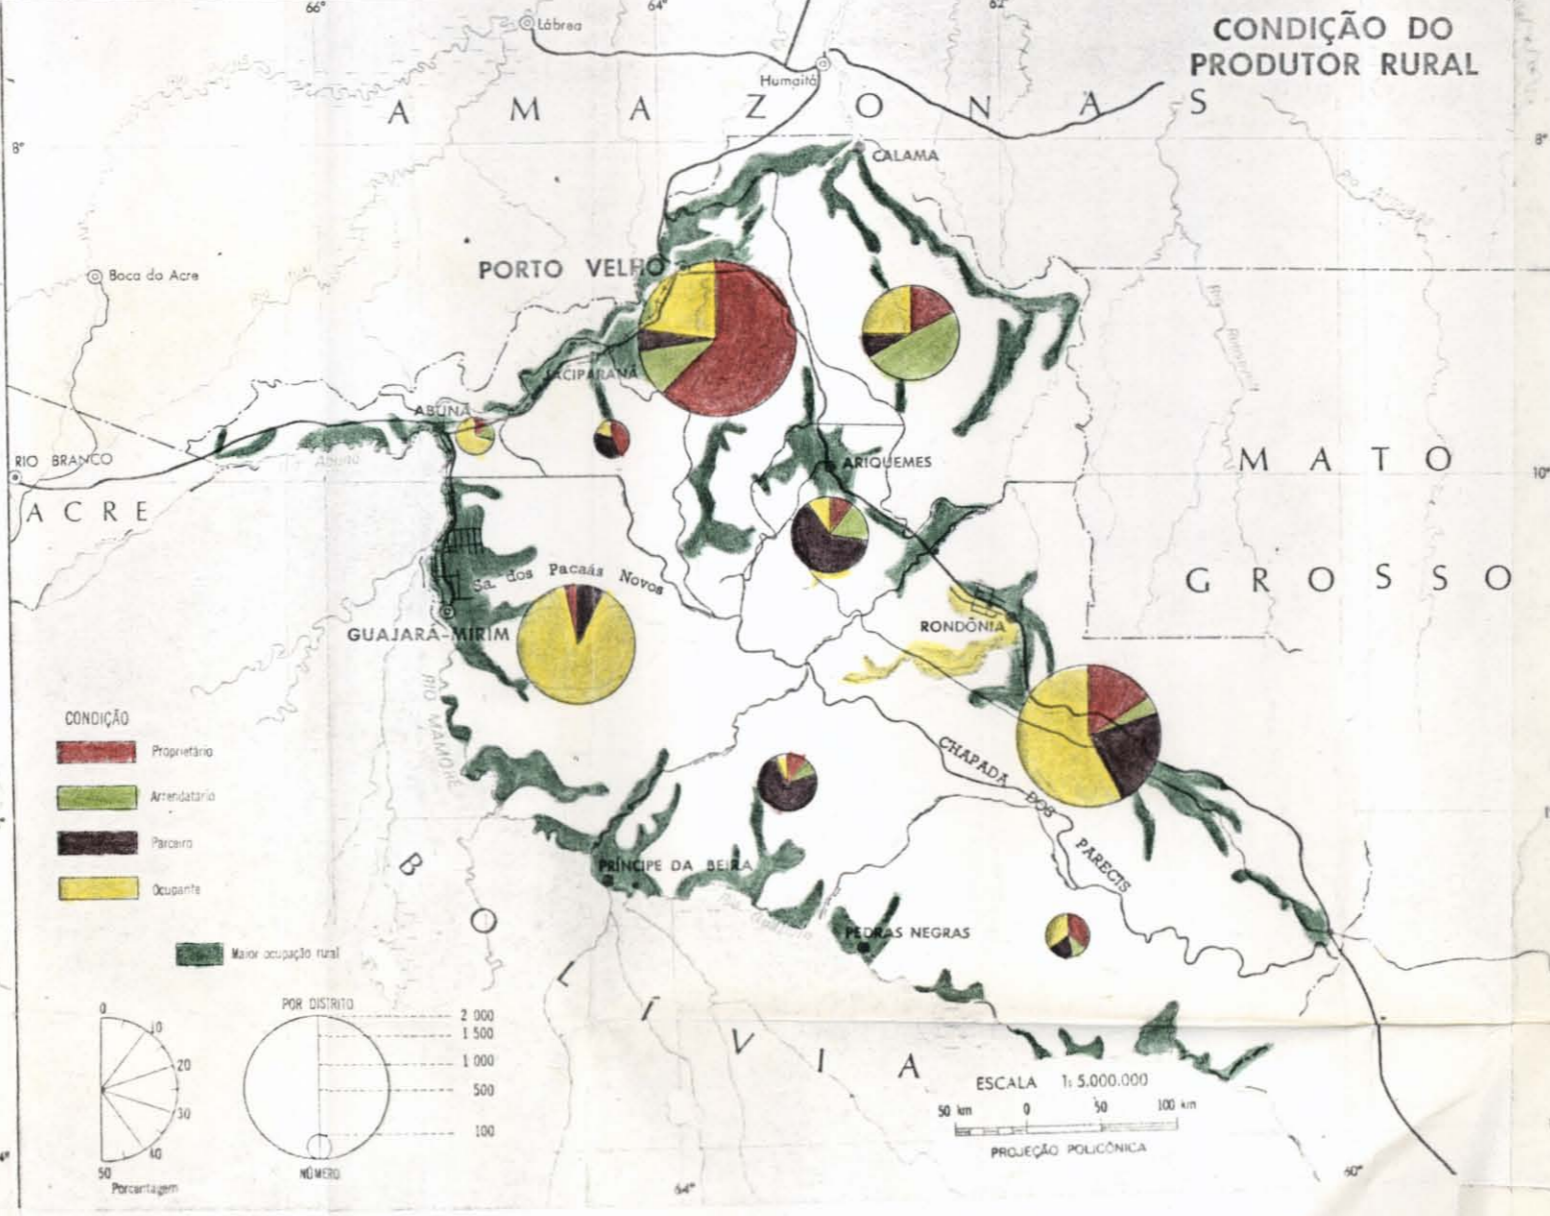 66°
64°
62°
CONDIÇÃO DO
PRODUTOR RURAL
Lábrea
Humaitá
A M A Z O N A S
8°
8°
CALAMA
PORTO VELHO
Boca do Acre
JACIPARANÁ
ABUNÃ
RIO BRANCO
Rio Abunã
ARIQUEMES
M A T O
10°
A C R E
Sa. dos Pacaás Novos
G R O S S O
GUAJARÁ-MIRIM
RONDÔNIA
RIO MAMORÉ
CONDIÇÃO
Proprietário
Arrendatário
Parceiro
Ocupante
Maior ocupação rural
CHAPADA DOS PARECIS
PRÍNCIPE DA BEIRA
PEDRAS NEGRAS
B
L Í V I A
0
10
20
30
40
50
Porcentagem
POR DISTRITO
2 000
1 500
1 000
500
100
NÚMERO
ESCALA 1: 5.000.000
50 km 0 50 100 km
PROJEÇÃO POLICÔNICA
64°
60°